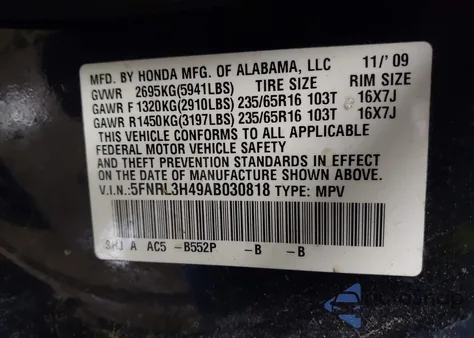 MFD. BY HONDA MFG. OF ALABAMA, LLC 11/'09
GVWR 2695KG(5941LBS) TIRE SIZE RIM SIZE
GAWR F 1320KG(2910LBS) 235/65R16 103T 16X7J
GAWR R1450KG(3197LBS) 235/65R16 103T 16X7J
THIS VEHICLE CONFORMS TO ALL APPLICABLE
FEDERAL MOTOR VEHICLE SAFETY
AND THEFT PREVENTION STANDARDS IN EFFECT
ON THE DATE OF MANUFACTURE SHOWN ABOVE.
V.I.N.:5FNRL3H49AB030818 TYPE: MPV
SHJ A AC5 -B552P -B -B